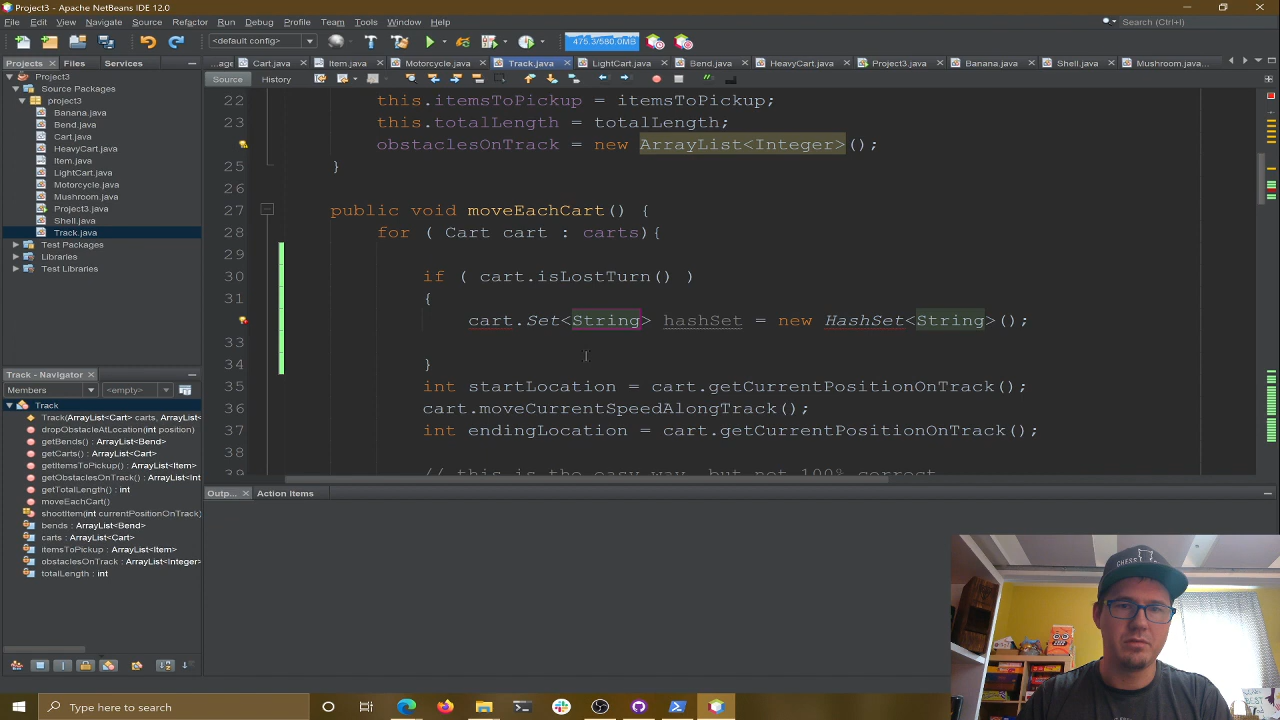 Project3 - Apache NetBeans IDE 12.0
File Edit View Navigate Source Refactor Run Debug Profile Team Tools Window Help
Search (Ctrl+I)
<default config>
475.3/580.0MB
Projects Files Services
...age Cart.java Item.java Motorcycle.java Track.java LightCart.java Bend.java HeavyCart.java Project3.java Banana.java Shell.java Mushroom.java...
Source History
Project3
Source Packages
project3
Banana.java
Bend.java
Cart.java
HeavyCart.java
Item.java
LightCart.java
Motorcycle.java
Mushroom.java
Project3.java
Shell.java
Track.java
Test Packages
Libraries
Test Libraries
22 this.itemsToPickup = itemsToPickup;
23 this.totalLength = totalLength;
obstaclesOnTrack = new ArrayList<Integer>();
25 }
26
27 public void moveEachCart() {
28 for ( Cart cart : carts){
29
30 if ( cart.isLostTurn() )
31 {
cart.Set<String> hashSet = new HashSet<String>();
33
34 }
35 int startLocation = cart.getCurrentPositionOnTrack();
36 cart.moveCurrentSpeedAlongTrack();
37 int endingLocation = cart.getCurrentPositionOnTrack();
38
39 // this is the easy way, but not 100% correct
Track - Navigator
Members <empty>
Track
Track(ArrayList<Cart> carts, ArrayList<
dropObstacleAtLocation(int position)
getBends() : ArrayList<Bend>
getCarts() : ArrayList<Cart>
getItemsToPickup() : ArrayList<Item>
getObstaclesOnTrack() : ArrayList<Int
getTotalLength() : int
moveEachCart()
shootItem(int currentPositionOnTrack)
bends : ArrayList<Bend>
carts : ArrayList<Cart>
itemsToPickup : ArrayList<Item>
obstaclesOnTrack : ArrayList<Integer>
totalLength : int
Outp... Action Items
CHESS
Type here to search